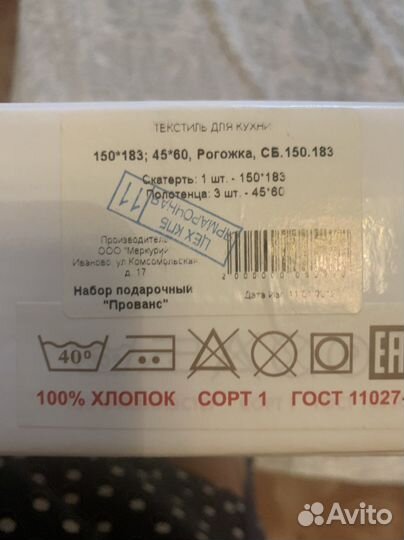 ТЕКСТИЛЬ ДЛЯ КУХНИ
150*183; 45*60, Рогожка, СБ.150.183
Скатерть: 1 шт. - 150*183
Полотенца: 3 шт. - 45*60
ЦЕХ КПБ
11
Производитель
ООО "Меркурий
Иваново, ул Комсомольская,
д. 17
Набор подарочный
"Прованс"
Дата из
40°
100% ХЛОПОК СОРТ 1 ГОСТ 11027-
Avito